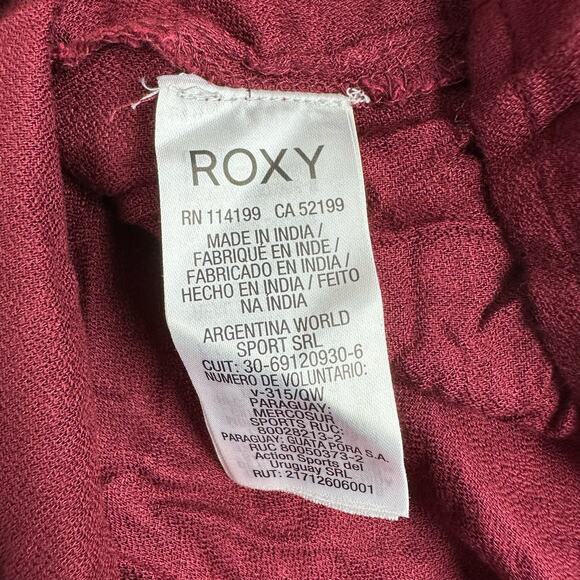 ROXY
RN 114199 CA 52199
MADE IN INDIA /
FABRIQUÉ EN INDE /
FABRICADO EN INDIA /
HECHO EN INDIA / FEITO
NA ÍNDIA
ARGENTINA WORLD
SPORT SRL
CUIT: 30-69120930-6
NUMERO DE VOLUNTARIO:
v-315/QW
PARAGUAY:
MERCOSUR
SPORTS RUC:
80028213-2
PARAGUAY: GUATA PORA S.A.
RUC 80050373-2
Action Sports del
Uruguay SRL
RUT: 21712606001